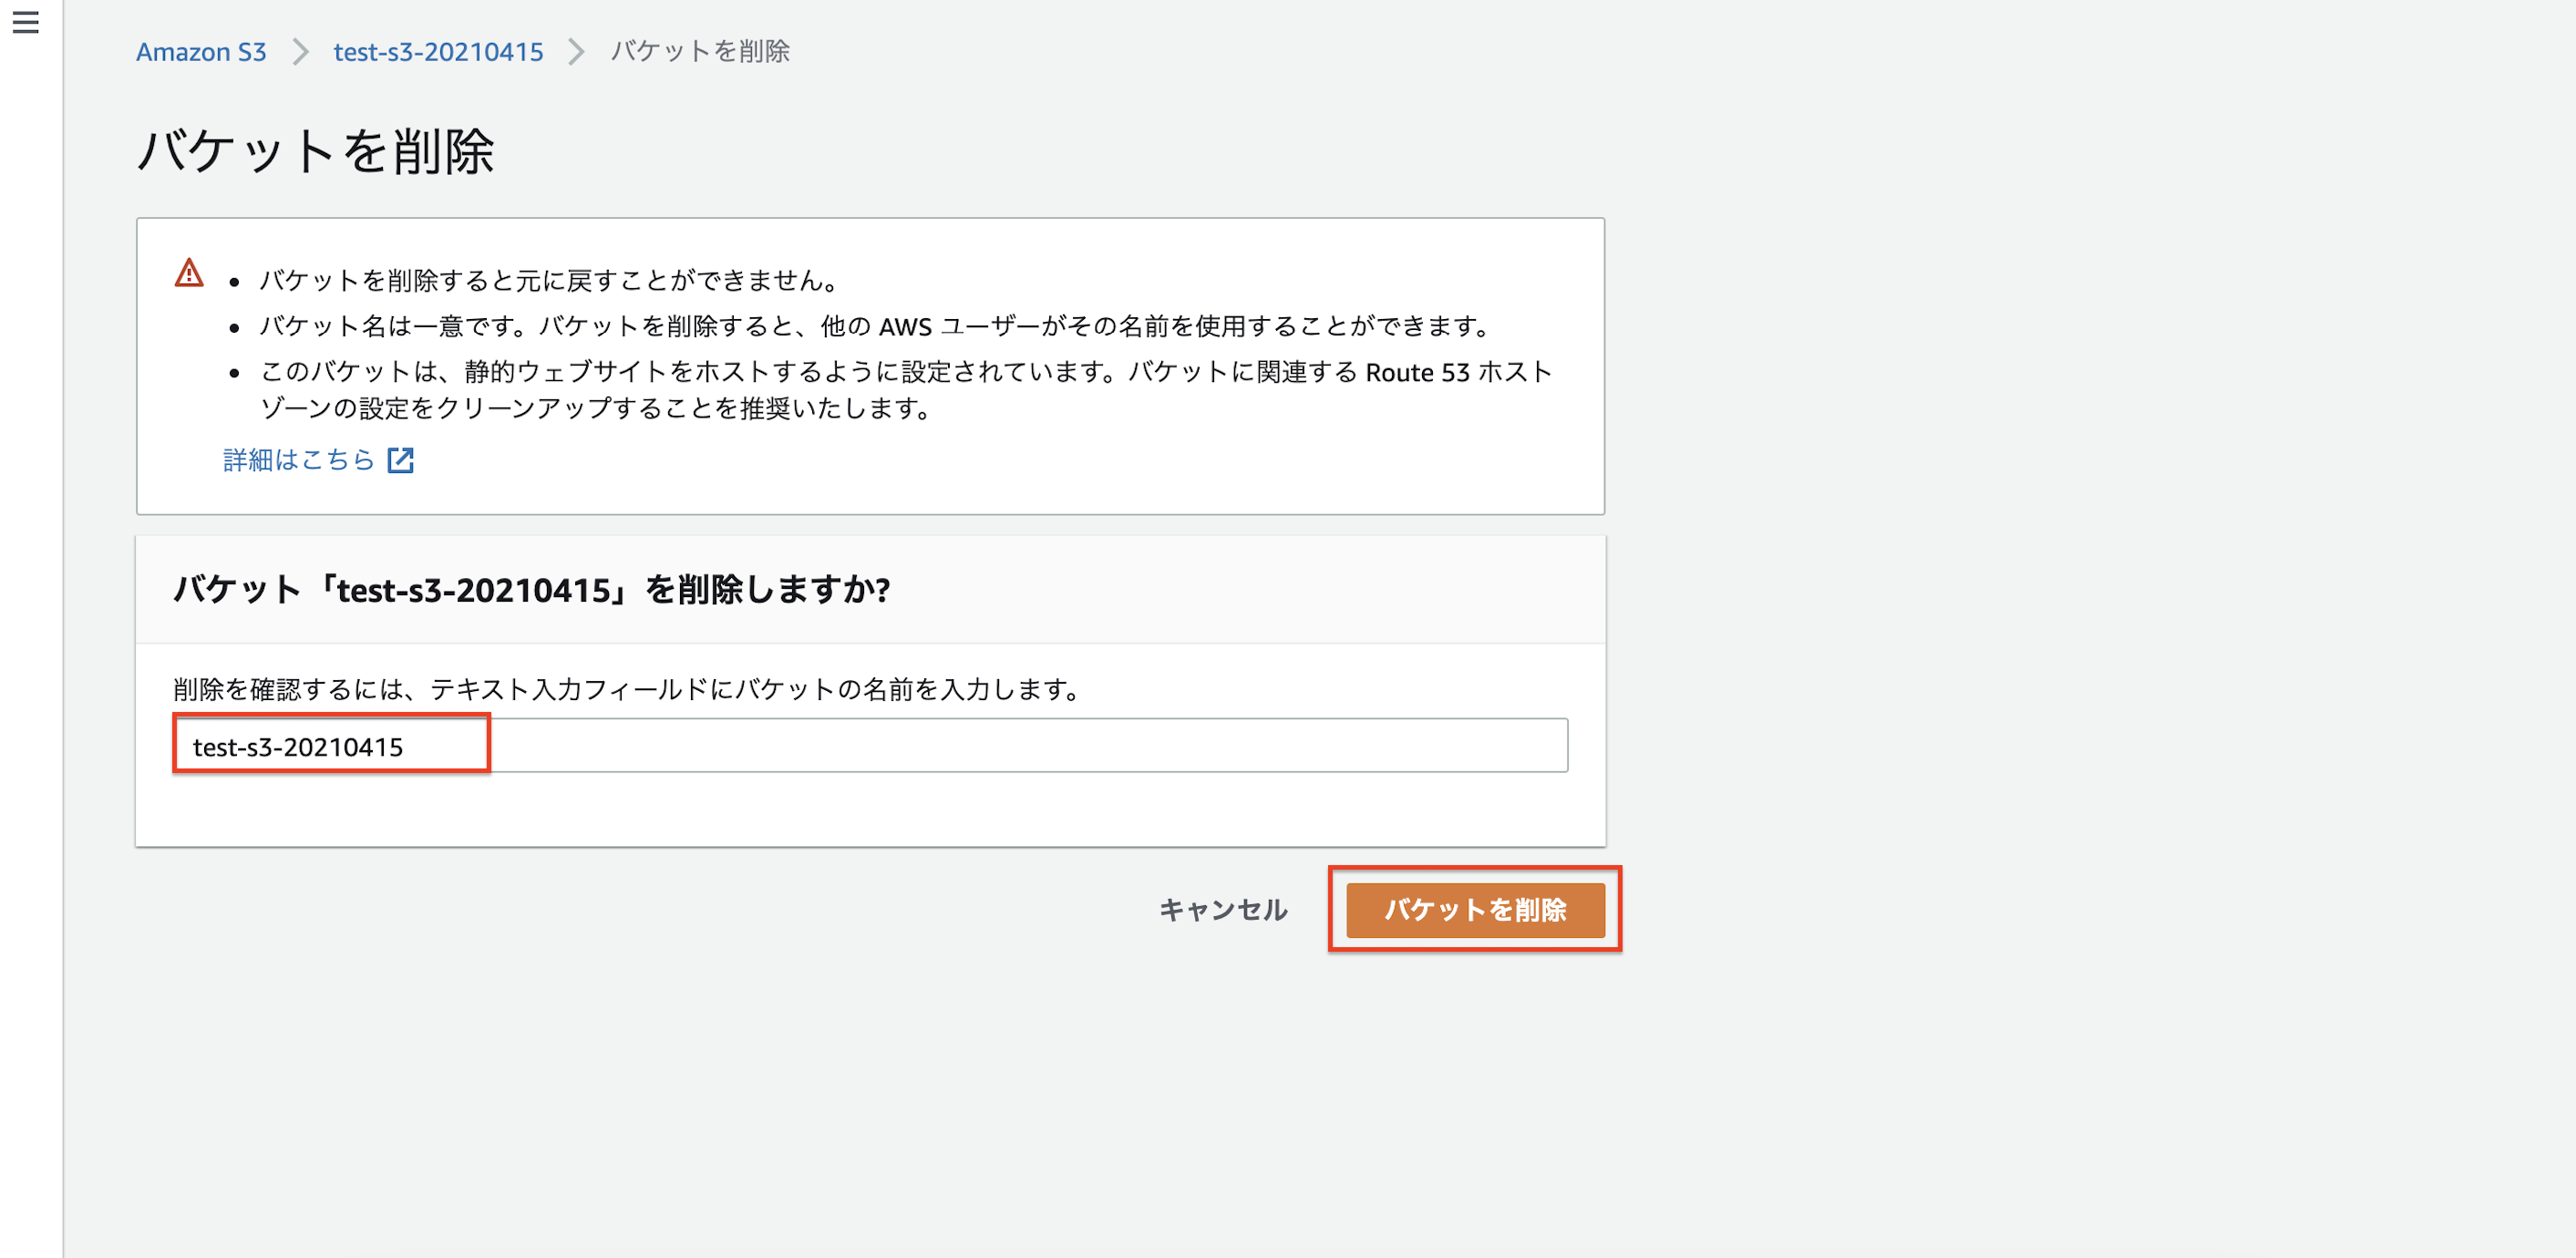 Amazon S3 > test-s3-20210415 > バケットを削除
バケットを削除
バケットを削除すると元に戻すことができません。
バケット名は一意です。バケットを削除すると、他の AWS ユーザーがその名前を使用することができます。
このバケットは、静的ウェブサイトをホストするように設定されています。バケットに関連する Route 53 ホスト
ゾーンの設定をクリーンアップすることを推奨いたします。
詳細はこちら
バケット「test-s3-20210415」を削除しますか?
削除を確認するには、テキスト入力フィールドにバケットの名前を入力します。
test-s3-20210415
キャンセル
バケットを削除